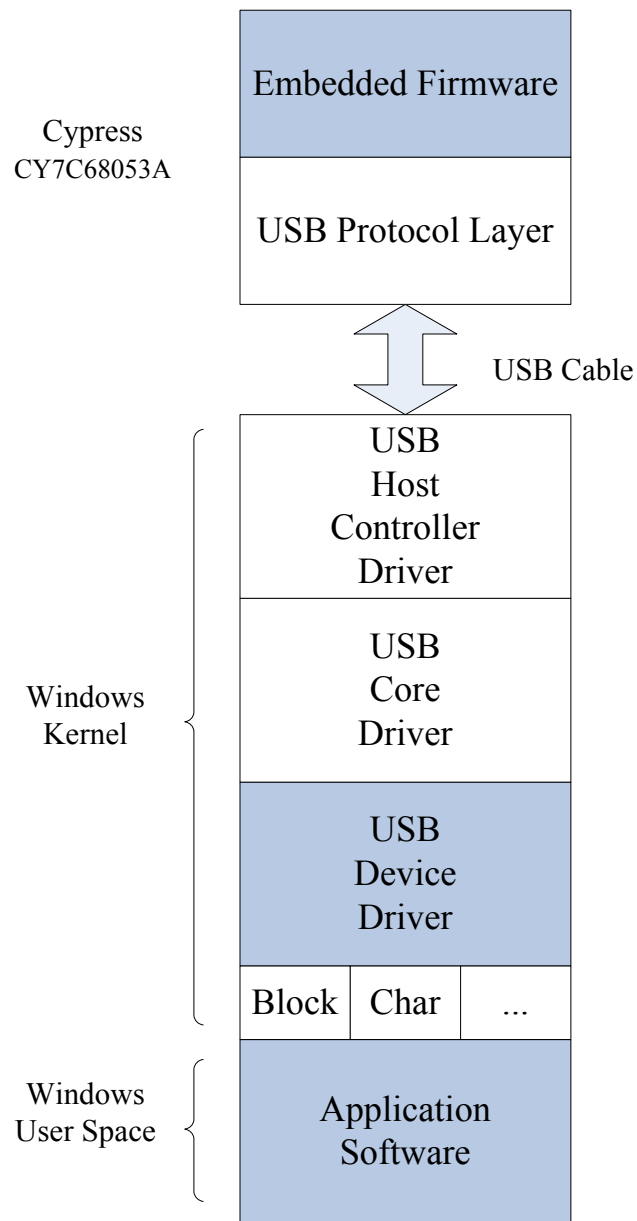 Embedded Firmware
Cypress
CY7C68053A
USB Protocol Layer
USB Cable
USB
Host
Controller
Driver
USB
Core
Driver
Windows
Kernel
USB
Device
Driver
Block Char ...
Windows
User Space
Application
Software